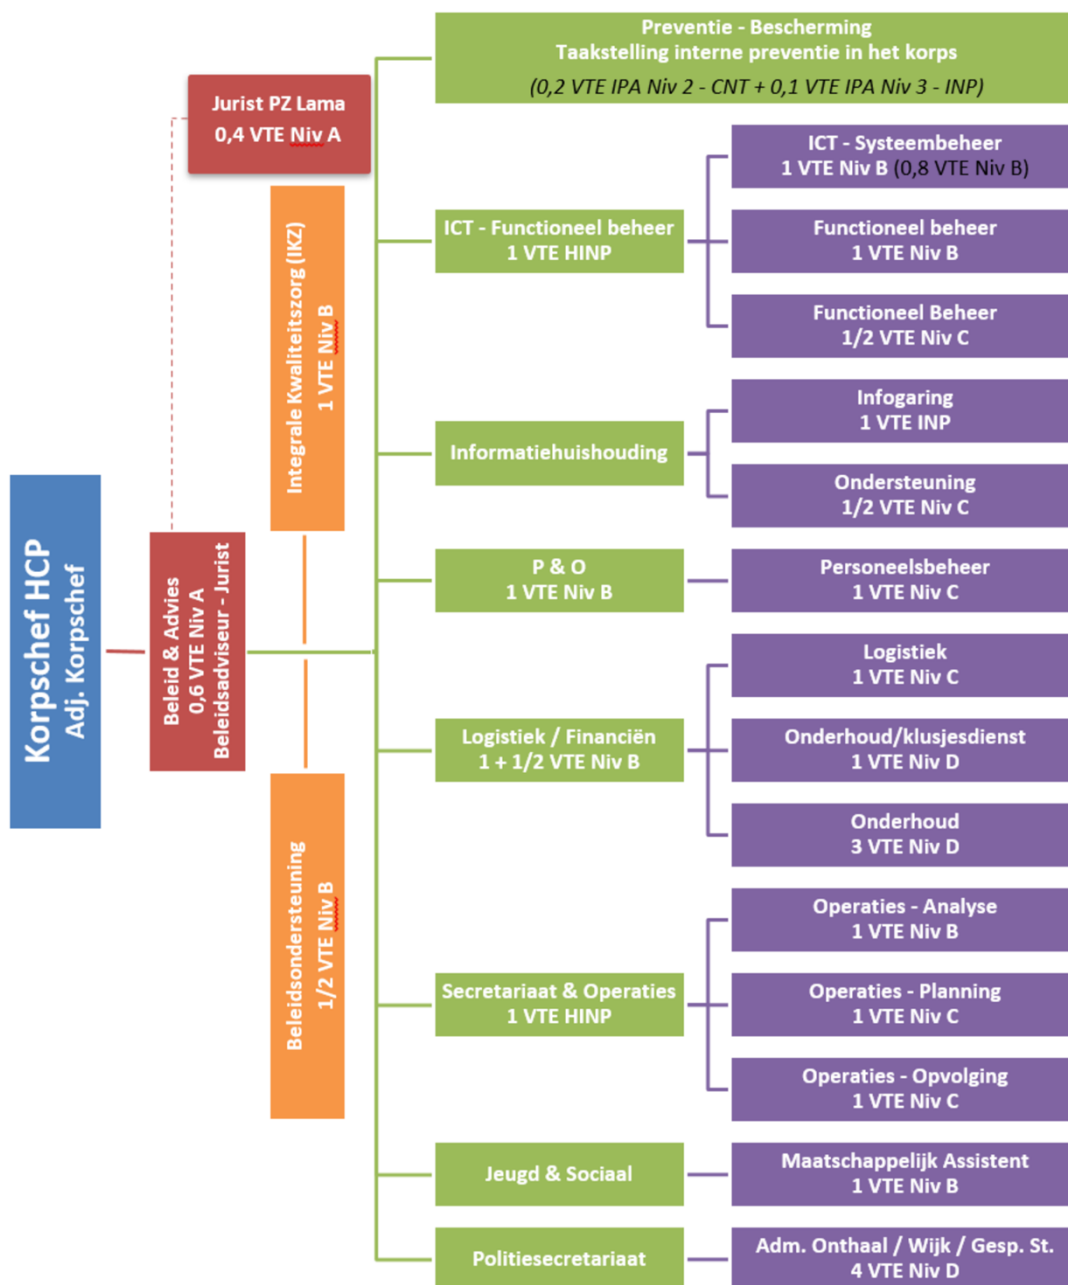 Korpschef HCP
Adj. Korpschef
Beleid & Advies
0,6 VTE Niv A
Beleidsadviseur - Jurist
Jurist PZ Lama
0,4 VTE Niv A
Integrale Kwaliteitszorg (IKZ)
1 VTE Niv B
Beleidsondersteuning
1/2 VTE Niv B
Preventie - Bescherming
Taakstelling interne preventie in het korps
(0,2 VTE IPA Niv 2 - CNT + 0,1 VTE IPA Niv 3 - INP)
ICT - Functioneel beheer
1 VTE HINP
ICT - Systeembeheer
1 VTE Niv B (0,8 VTE Niv B)
Functioneel beheer
1 VTE Niv B
Functioneel Beheer
1/2 VTE Niv C
Informatiehuishouding
Infogaring
1 VTE INP
Ondersteuning
1/2 VTE Niv C
P & O
1 VTE Niv B
Personeelsbeheer
1 VTE Niv C
Logistiek / Financiën
1 + 1/2 VTE Niv B
Logistiek
1 VTE Niv C
Onderhoud/klusjesdienst
1 VTE Niv D
Onderhoud
3 VTE Niv D
Secretariaat & Operaties
1 VTE HINP
Operaties - Analyse
1 VTE Niv B
Operaties - Planning
1 VTE Niv C
Operaties - Opvolging
1 VTE Niv C
Jeugd & Sociaal
Maatschappelijk Assistent
1 VTE Niv B
Politiesecretariaat
Adm. Onthaal / Wijk / Gesp. St.
4 VTE Niv D